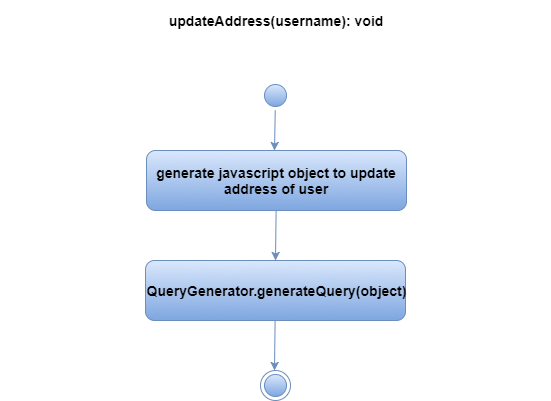 updateAddress(username): void
generate javascript object to update
address of user
QueryGenerator.generateQuery(object)